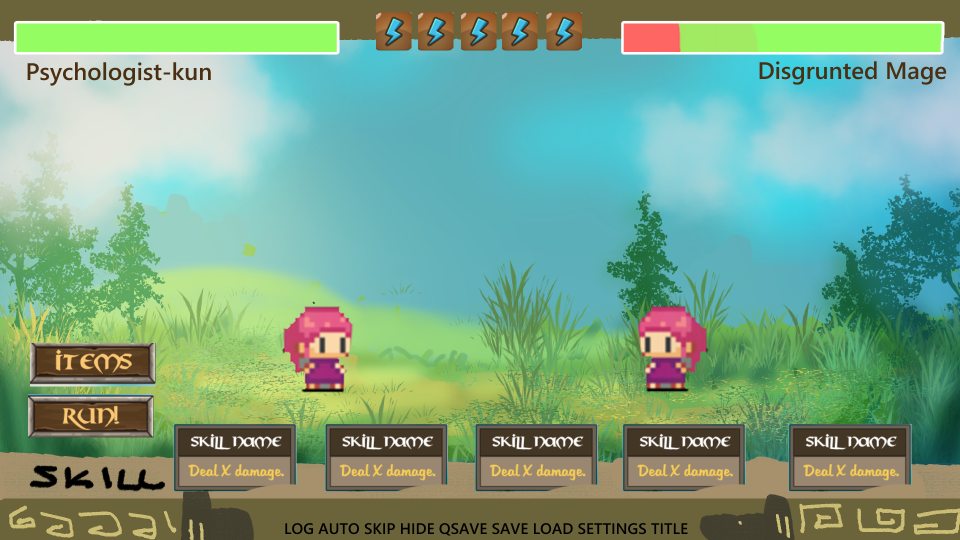 Psychologist-kun
Disgrunted Mage
ITEMS
RUN!
SKILL
SKILL NAME
Deal X damage.
SKILL NAME
Deal X damage.
SKILL NAME
Deal X damage.
SKILL NAME
Deal X damage.
SKILL NAME
Deal X damage.
LOG AUTO SKIP HIDE QSAVE SAVE LOAD SETTINGS TITLE